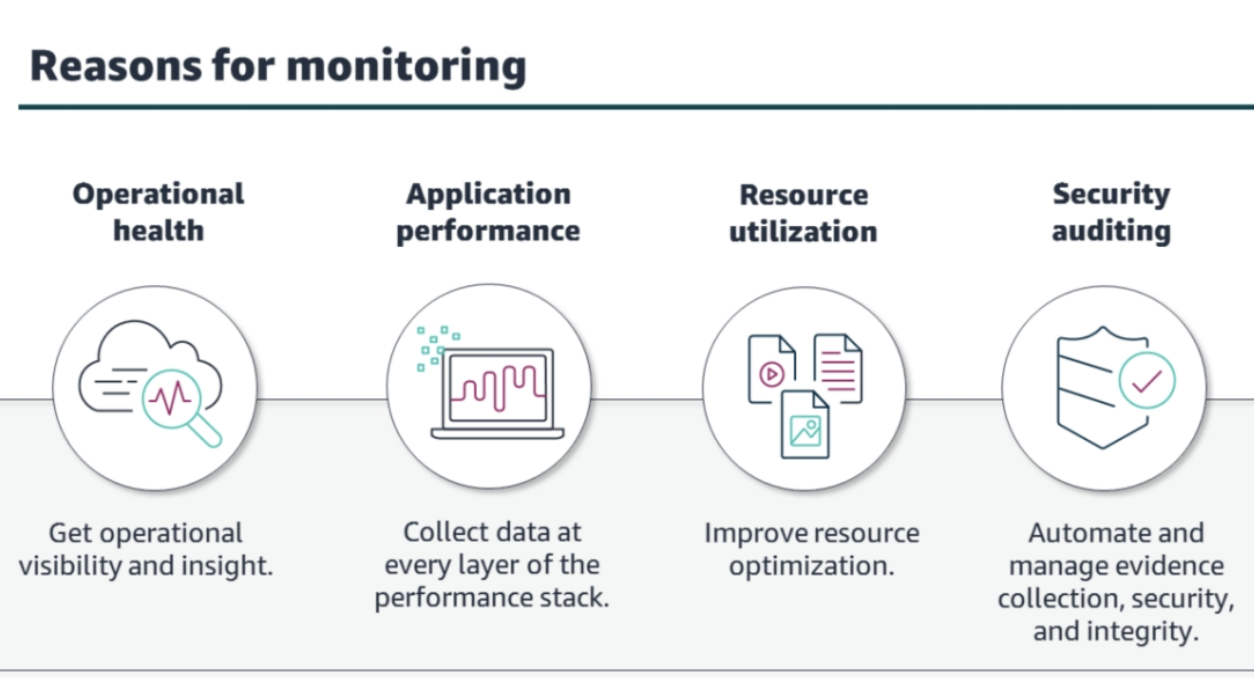 Reasons for monitoring
Operational
health
Application
performance
Resource
utilization
Security
auditing
Get operational
visibility and insight.
Collect data at
every layer of the
performance stack.
Improve resource
optimization.
Automate and
manage evidence
collection, security,
and integrity.